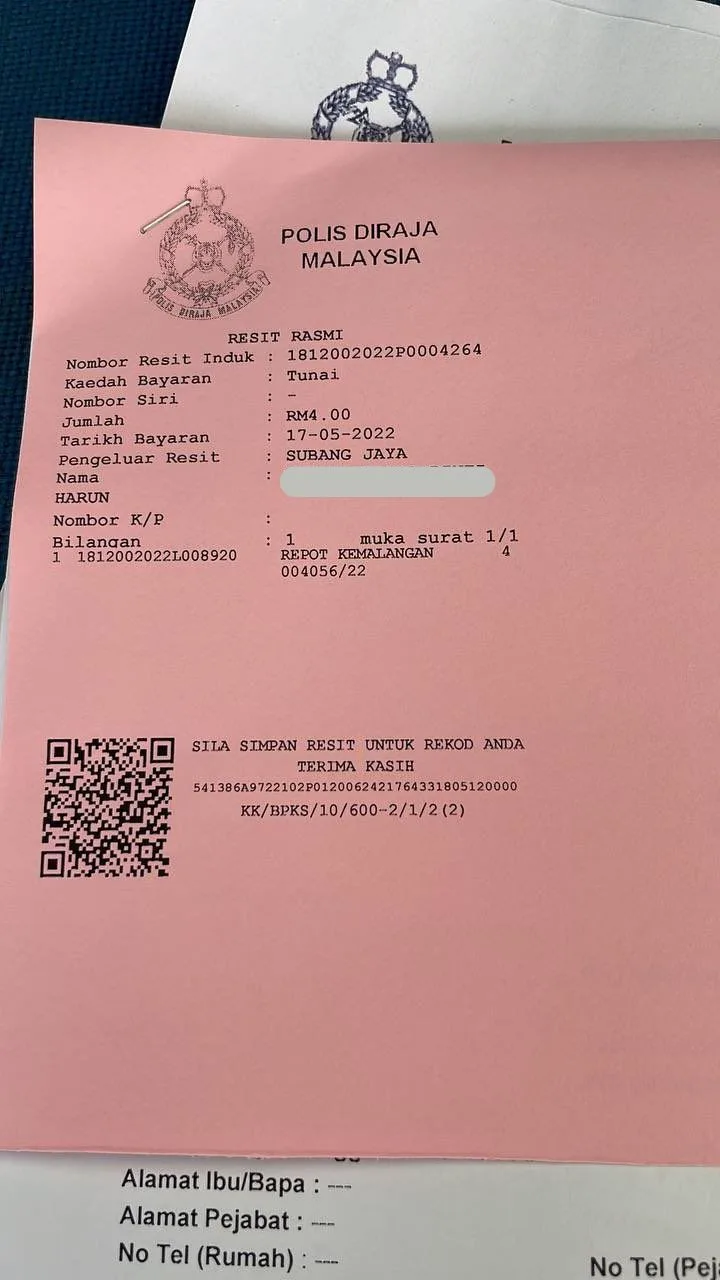 POLIS DIRAJA MALAYSIA
POLIS DIRAJA
MALAYSIA
RESIT RASMI
Nombor Resit Induk : 1812002022P0004264
Kaedah Bayaran : Tunai
Nombor Siri : -
Jumlah : RM4.00
Tarikh Bayaran : 17-05-2022
Pengeluar Resit : SUBANG JAYA
Nama :
HARUN
Nombor K/P :
Bilangan : 1 muka surat 1/1
1 1812002022L008920 REPOT KEMALANGAN 4
004056/22
SILA SIMPAN RESIT UNTUK REKOD ANDA
TERIMA KASIH
541386A9722102P0120062421764331805120000
KK/BPKS/10/600-2/1/2(2)
Alamat Ibu/Bapa : ---
Alamat Pejabat : ---
No Tel (Rumah) : ---
No Tel (Pej